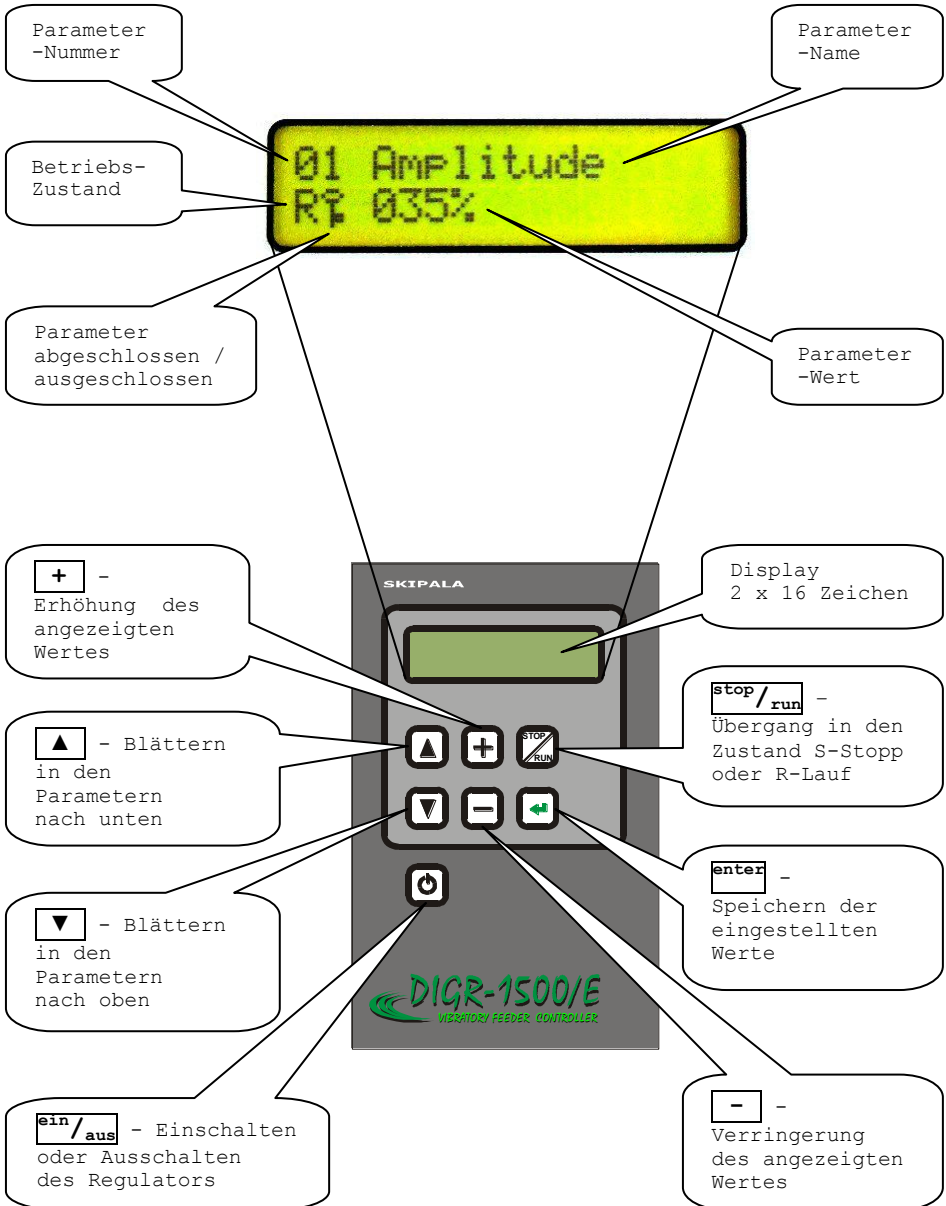 Parameter
-Nummer
Parameter
-Name
Betriebs-
Zustand
01 Amplitude
R 035%
Parameter
abgeschlossen /
ausgeschlossen
Parameter
-Wert
+ -
Erhöhung des
angezeigten
Wertes
▲ - Blättern
in den
Parametern
nach unten
▼ - Blättern
in den
Parametern
nach oben
ein/aus - Einschalten
oder Ausschalten
des Regulators
SKIPALA
STOP/RUN
DIGR-1500/E
VIBRATORY FEEDER CONTROLLER
Display
2 x 16 Zeichen
stop/run -
Übergang in den
Zustand S-Stopp
oder R-Lauf
enter -
Speichern der
eingestellten
Werte
- -
Verringerung
des angezeigten
Wertes